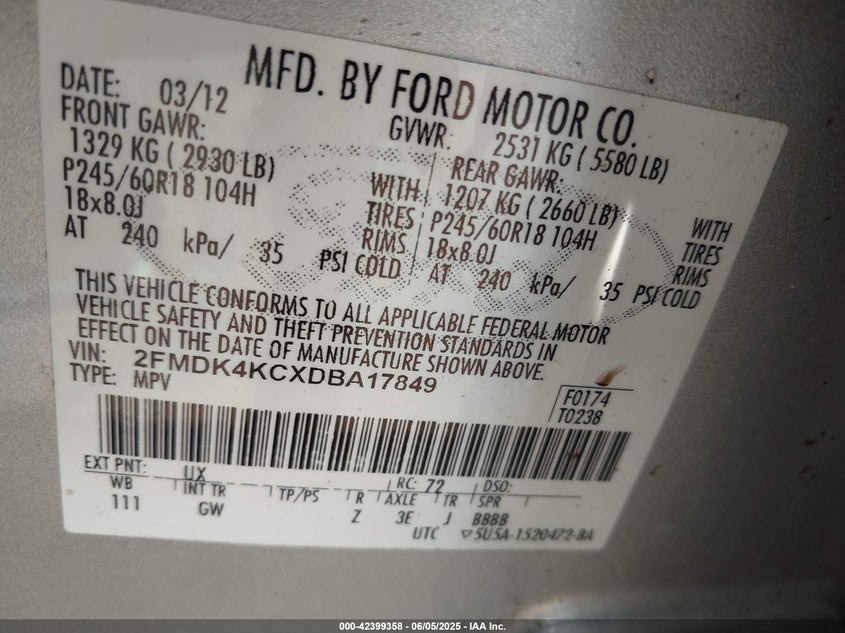 MFD. BY FORD MOTOR CO.
DATE: 03/12
GVWR: 2531 KG ( 5580 LB)
FRONT GAWR:
1329 KG ( 2930 LB)
P245/60R18 104H
18x8.0J
AT 240 kPa/ 35 PSI COLD
WITH
TIRES
RIMS
REAR GAWR:
1207 KG ( 2660 LB)
P245/60R18 104H
18x8.0J
AT 240 kPa/ 35 PSI COLD
WITH
TIRES
RIMS
THIS VEHICLE CONFORMS TO ALL APPLICABLE FEDERAL MOTOR
VEHICLE SAFETY AND THEFT PREVENTION STANDARDS IN
EFFECT ON THE DATE OF MANUFACTURE SHOWN ABOVE.
VIN: 2FMDK4KCXDBA17849
TYPE: MPV
F0174
T0238
EXT PNT: UX RC: 72 DSO:
WB INT TR TP/PS R AXLE TR SPR
111 GW Z 3E J BBBB
UTC ▽5U5A-1520472-BA
000-42399358 - 06/05/2025 - IAA Inc.